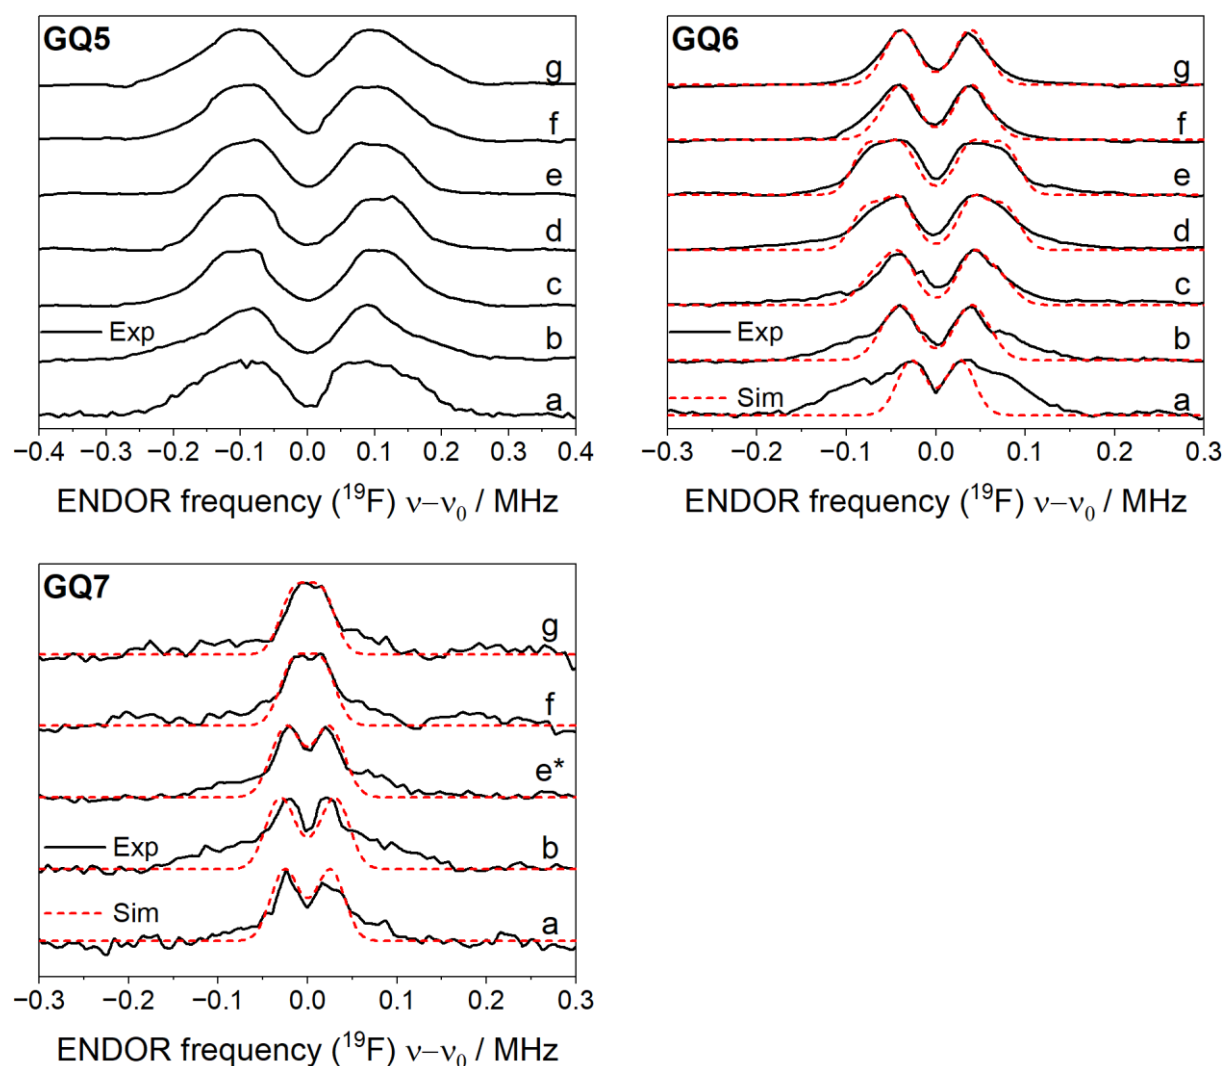 GQ5
g
f
e
d
c
Exp b
a
−0.4 −0.3 −0.2 −0.1 0.0 0.1 0.2 0.3 0.4
ENDOR frequency (¹⁹F) ν−ν₀ / MHz
GQ6
g
f
e
d
c
Exp b
Sim a
−0.3 −0.2 −0.1 0.0 0.1 0.2 0.3
ENDOR frequency (¹⁹F) ν−ν₀ / MHz
GQ7
g
f
e*
Exp b
Sim a
−0.3 −0.2 −0.1 0.0 0.1 0.2 0.3
ENDOR frequency (¹⁹F) ν−ν₀ / MHz